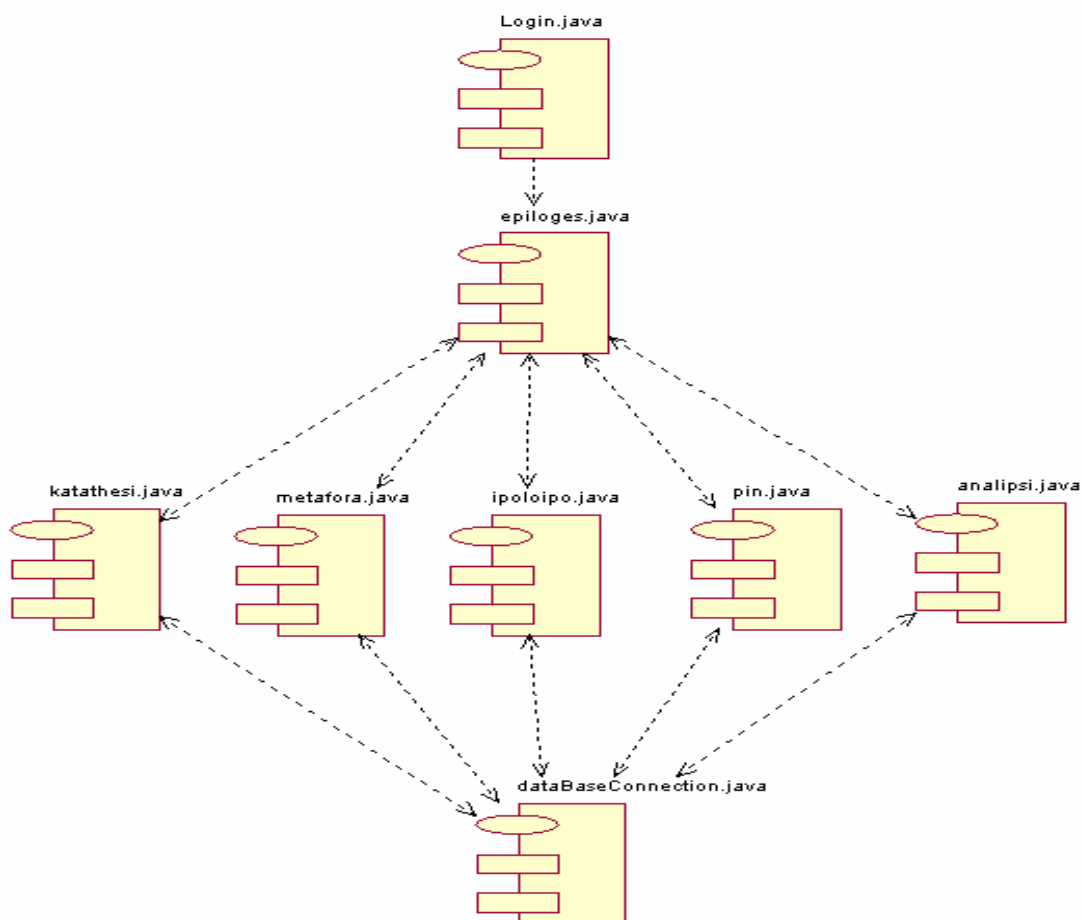 Login.java
epiloges.java
katathesi.java
metafora.java
ipoloipo.java
pin.java
analipsi.java
dataBaseConnection.java